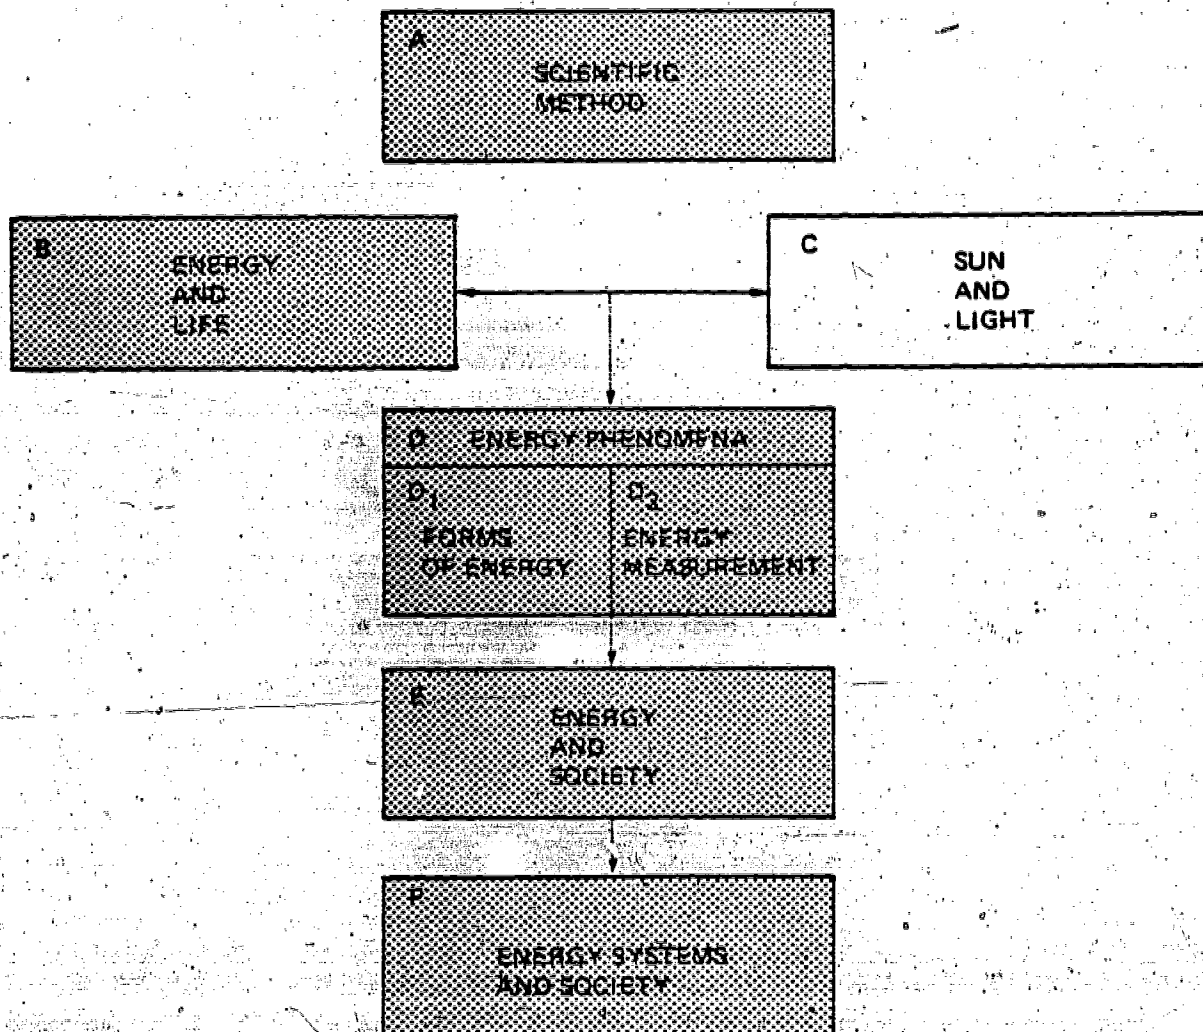 A
SCIENTIFIC
METHOD
B
ENERGY
AND
LIFE
C
SUN
AND
LIGHT
D ENERGY PHENOMENA
D1
FORMS
OF ENERGY
D2
ENERGY
MEASUREMENT
E
ENERGY
AND
SOCIETY
F
ENERGY SYSTEMS
AND SOCIETY